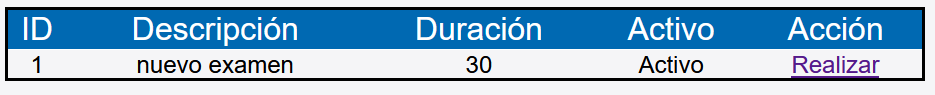 ID Descripción Duración Activo Acción
1 nuevo examen 30 Activo Realizar